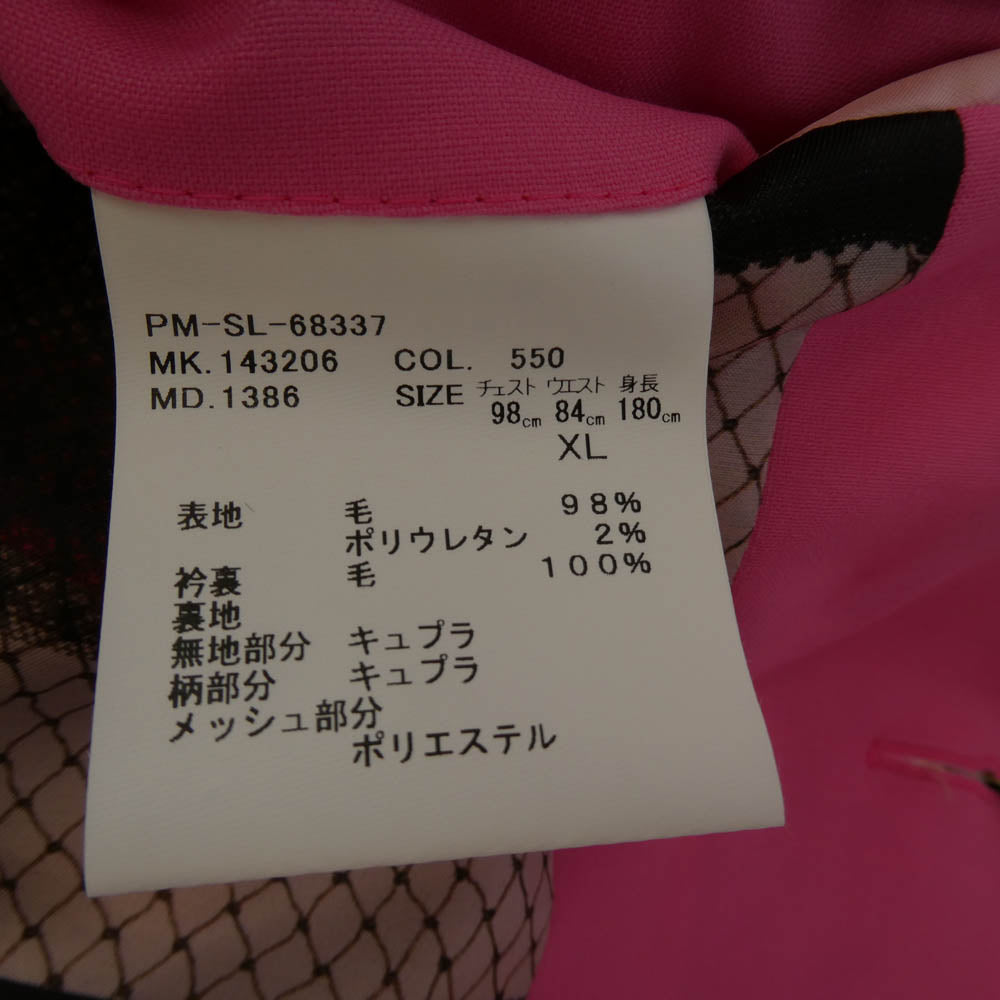 PM-SL-68337
MK.143206 COL. 550
MD.1386 SIZE チェスト ウエスト 身長
98cm 84cm 180cm
XL
表地 毛 98%
ポリウレタン 2%
衿裏 毛 100%
裏地
無地部分 キュプラ
柄部分 キュプラ
メッシュ部分
ポリエステル